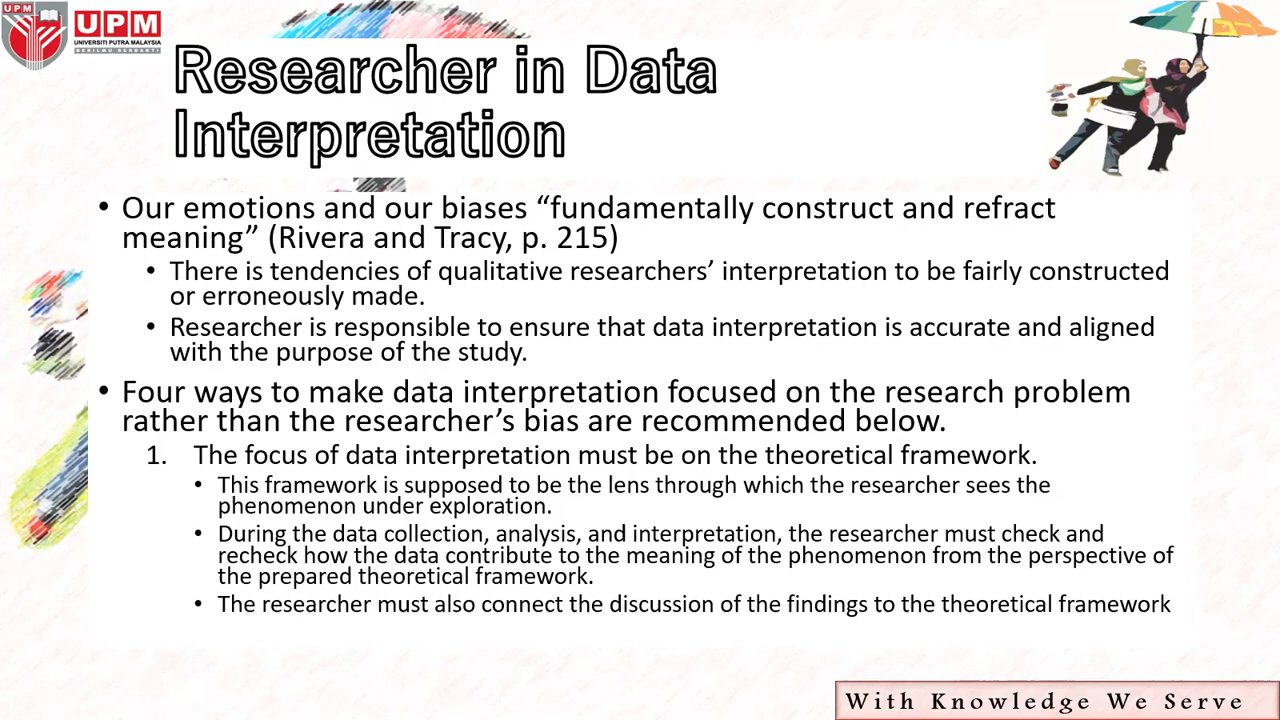 UPM
UPM
UNIVERSITI PUTRA MALAYSIA
BERILMU BERBAKTI
Researcher in Data
Interpretation
• Our emotions and our biases “fundamentally construct and refract
meaning” (Rivera and Tracy, p. 215)
• There is tendencies of qualitative researchers’ interpretation to be fairly constructed
or erroneously made.
• Researcher is responsible to ensure that data interpretation is accurate and aligned
with the purpose of the study.
• Four ways to make data interpretation focused on the research problem
rather than the researcher’s bias are recommended below.
1. The focus of data interpretation must be on the theoretical framework.
• This framework is supposed to be the lens through which the researcher sees the
phenomenon under exploration.
• During the data collection, analysis, and interpretation, the researcher must check and
recheck how the data contribute to the meaning of the phenomenon from the perspective of
the prepared theoretical framework.
• The researcher must also connect the discussion of the findings to the theoretical framework
With Knowledge We Serve